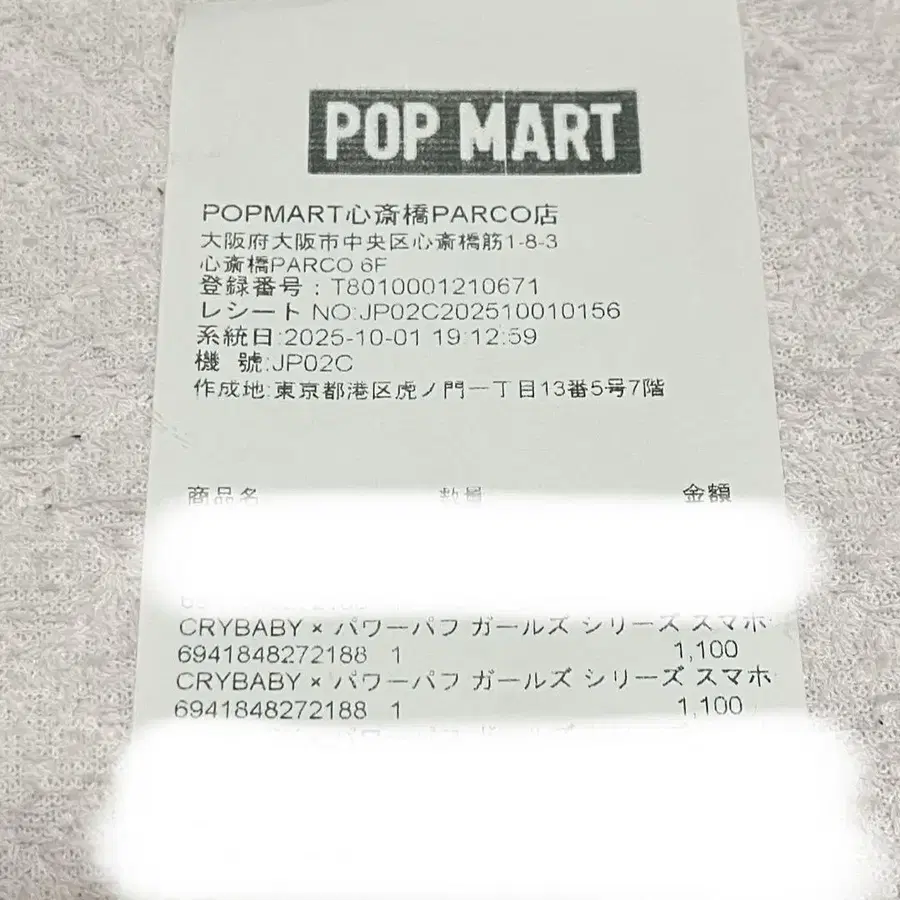 POP MART
POPMART心斎橋PARCO店
大阪府大阪市中央区心斎橋筋1-8-3
心斎橋PARCO 6F
登録番号:T8010001210671
レシート NO:JP02C202510010156
系統日:2025-10-01 19:12:59
機 號:JP02C
作成地:東京都港区虎ノ門一丁目13番5号7階
商品名 数量 金額
CRYBABY × パワーパフ ガールズ シリーズ スマホ
6941848272188 1 1,100
CRYBABY × パワーパフ ガールズ シリーズ スマホ
6941848272188 1 1,100